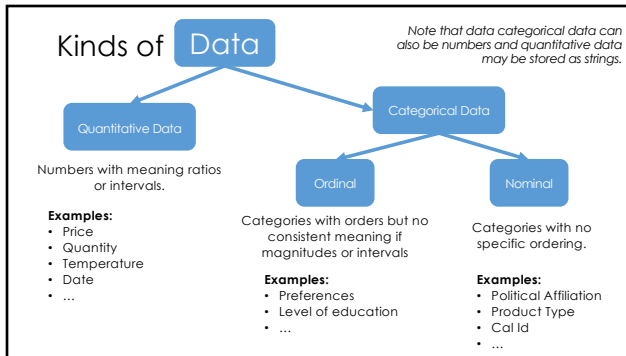 Kinds of Data
Note that data categorical data can
also be numbers and quantitative data
may be stored as strings.
Quantitative Data
Categorical Data
Numbers with meaning ratios
or intervals.
Examples:
• Price
• Quantity
• Temperature
• Date
• ...
Ordinal
Categories with orders but no
consistent meaning if
magnitudes or intervals
Examples:
• Preferences
• Level of education
• ...
Nominal
Categories with no
specific ordering.
Examples:
• Political Affiliation
• Product Type
• Cal Id
• ...